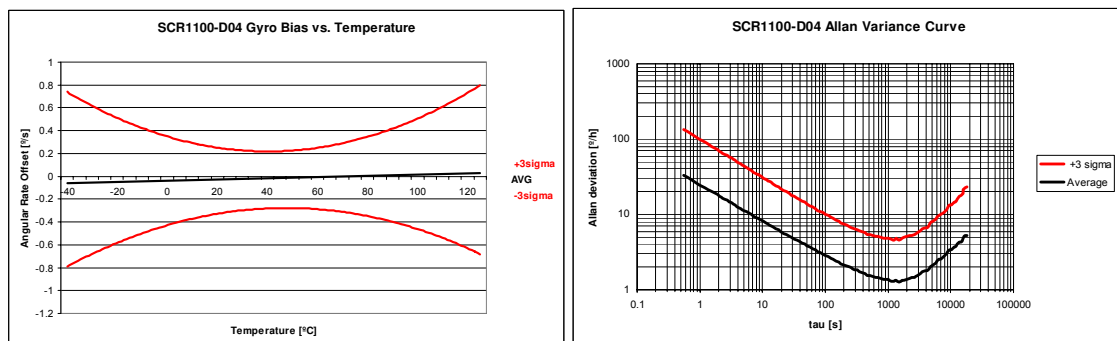 SCR1100-D04 Gyro Bias vs. Temperature
1
0.8
0.6
0.4
0.2
0
-0.2
-0.4
-0.6
-0.8
-1
-1.2
-40 -20 0 20 40 60 80 100 120
Angular Rate Offset [º/s]
Temperature [ºC]
+3sigma
AVG
-3sigma
SCR1100-D04 Allan Variance Curve
1000
100
10
1
0.1 1 10 100 1000 10000 100000
Allan deviation [º/h]
tau [s]
+3 sigma
Average